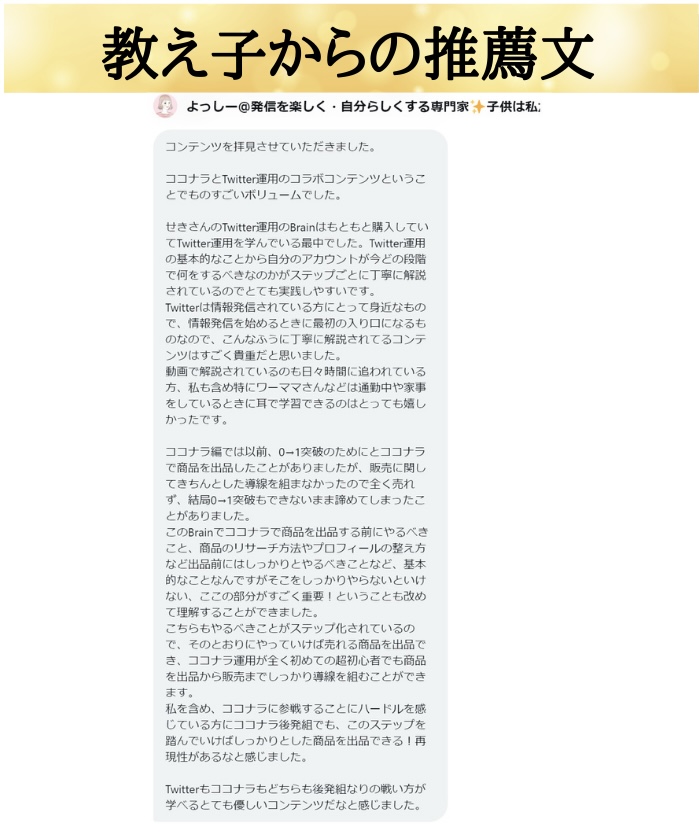 教え子からの推薦文
よっしー@発信を楽しく・自分らしくする専門家✨子供は私
コンテンツを拝見させていただきました。
ココナラとTwitter運用のコラボコンテンツというこ
とでものすごいボリュームでした。
せきさんのTwitter運用のBrainはもともと購入してい
てTwitter運用を学んでいる最中でした。Twitter運用
の基本的なことから自分のアカウントが今どの段階
で何をするべきなのかがステップごとに丁寧に解説
されているのでとても実践しやすいです。
Twitterは情報発信されている方にとって身近なもの
で、情報発信を始めるときに最初の入り口になるも
のなので、こんなふうに丁寧に解説されてるコンテ
ンツはすごく貴重だと思いました。
動画で解説されているのも日々時間に追われている
方、私も含め特にワーママさんなどは通勤中や家事
をしているときに耳で学習できるのはとっても嬉し
かったです。
ココナラ編では以前、0→1突破のためにとココナラ
で商品を出品したことがありましたが、販売に関し
てきちんとした導線を組まなかったので全く売れ
ず、結局0→1突破もできないまま諦めてしまったこ
とがありました。
このBrainでココナラで商品を出品する前にやるべき
こと、商品のリサーチ方法やプロフィールの整え方
など出品前にはしっかりとやるべきことなど、基本
的なことなんですがそこをしっかりやらないといけ
ない、ここの部分がすごく重要！ということも改め
て理解することができました。
こちらもやるべきことがステップ化されているの
で、そのとおりにやっていけば売れる商品を出品で
き、ココナラ運用が全く初めての超初心者でも商品
を出品から販売までしっかり導線を組むことができ
ます。
私を含め、ココナラに参戦することにハードルを感
じている方にココナラ後発組でも、このステップを
踏んでいけばしっかりとした商品を出品できる！再
現性があるなと感じました。
Twitterもココナラもどちらも後発組なりの戦い方が
学べるとても優しいコンテンツだなと感じました。